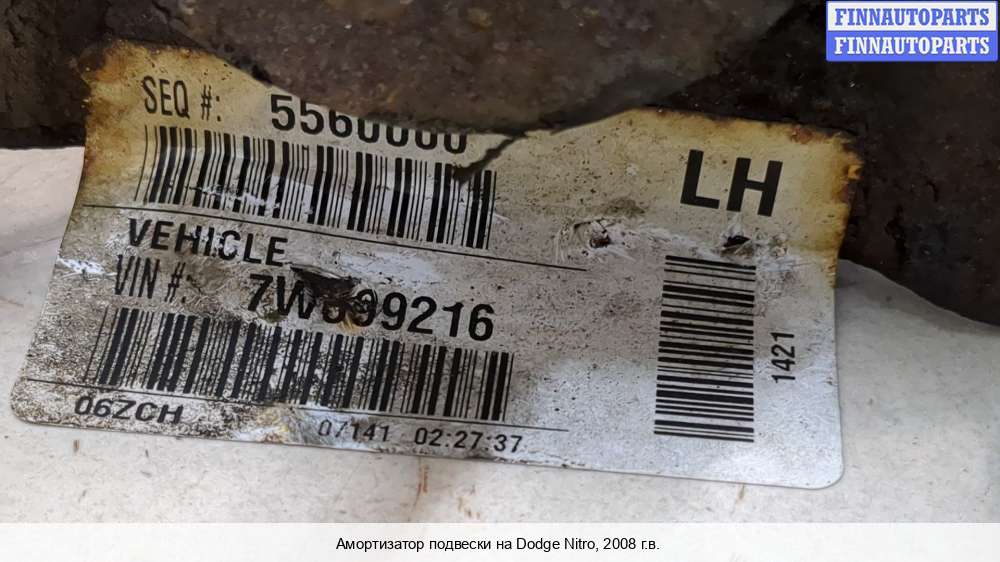 FINNAUTOPARTS
FINNAUTOPARTS
SEQ #:
LH
VEHICLE
VIN #:
1421
06ZCH
07141 02:27:37
Амортизатор подвески на Dodge Nitro, 2008 г.в.